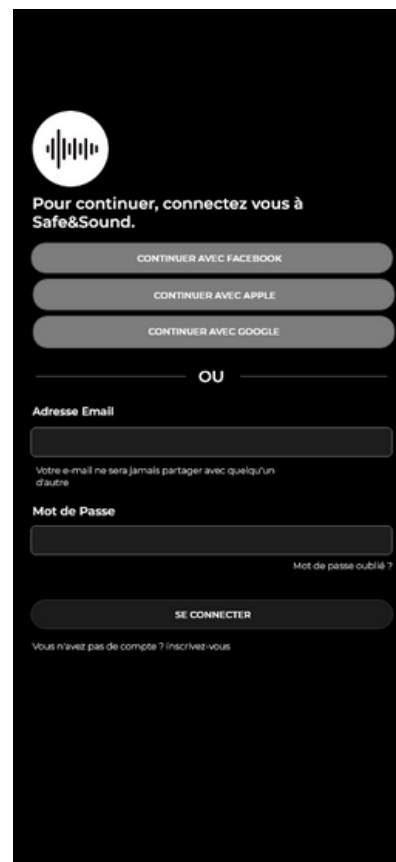 Pour continuer, connectez vous à
Safe&Sound.
CONTINUER AVEC FACEBOOK
CONTINUER AVEC APPLE
CONTINUER AVEC GOOGLE
OU
Adresse Email
Votre e-mail ne sera jamais partager avec quelqu'un
d'autre
Mot de Passe
Mot de passe oublié ?
SE CONNECTER
Vous n'avez pas de compte ? Inscrivez-vous